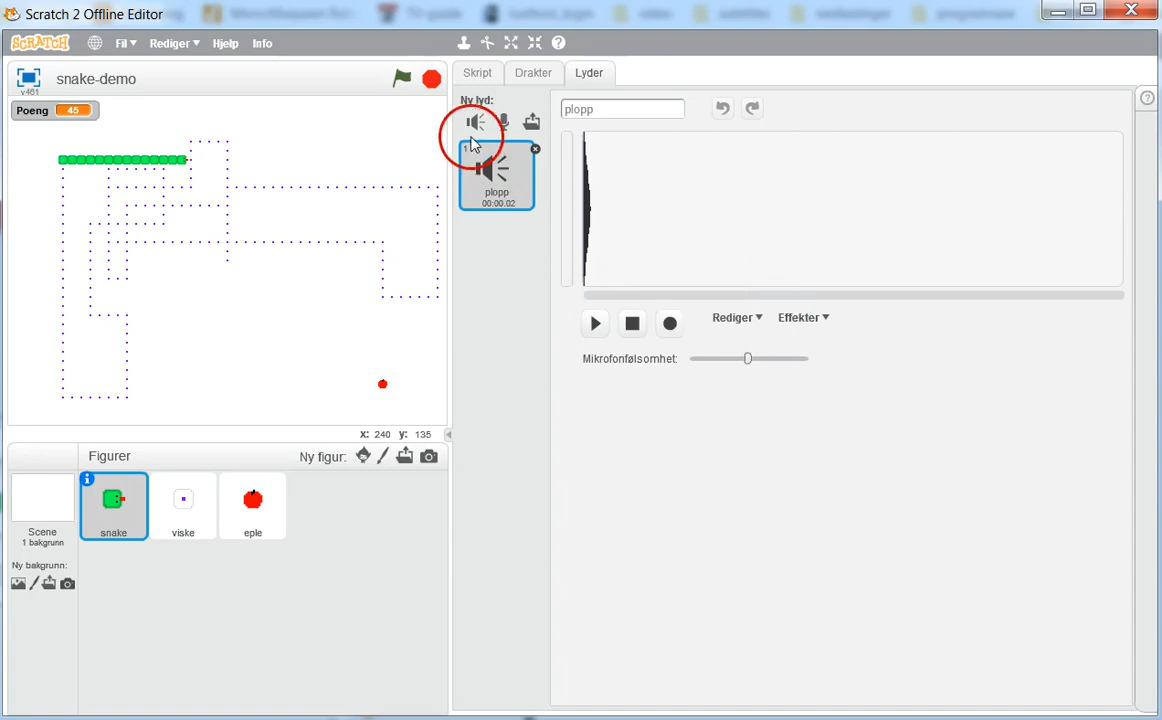 Scratch 2 Offline Editor
SCRATCH
Fil Rediger Hjelp Info
snake-demo
v461
Poeng 45
x: 240 y: 135
Figurer
Ny figur:
Scene
1 bakgrunn
Ny bakgrunn:
snake
viske
eple
Skript
Drakter
Lyder
Ny lyd:
1
plopp
00:00.02
plopp
Rediger
Effekter
Mikrofonfølsomhet: